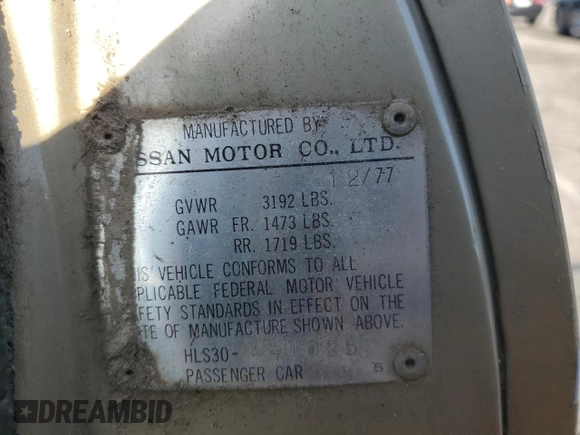 MANUFACTURED BY
SSAN MOTOR CO., LTD.
12/77
GVWR 3192 LBS.
GAWR FR. 1473 LBS.
RR. 1719 LBS.
IS VEHICLE CONFORMS TO ALL
PLICABLE FEDERAL MOTOR VEHICLE
FETY STANDARDS IN EFFECT ON THE
TE OF MANUFACTURE SHOWN ABOVE.
HLS30-
PASSENGER CAR 5
DREAMBID